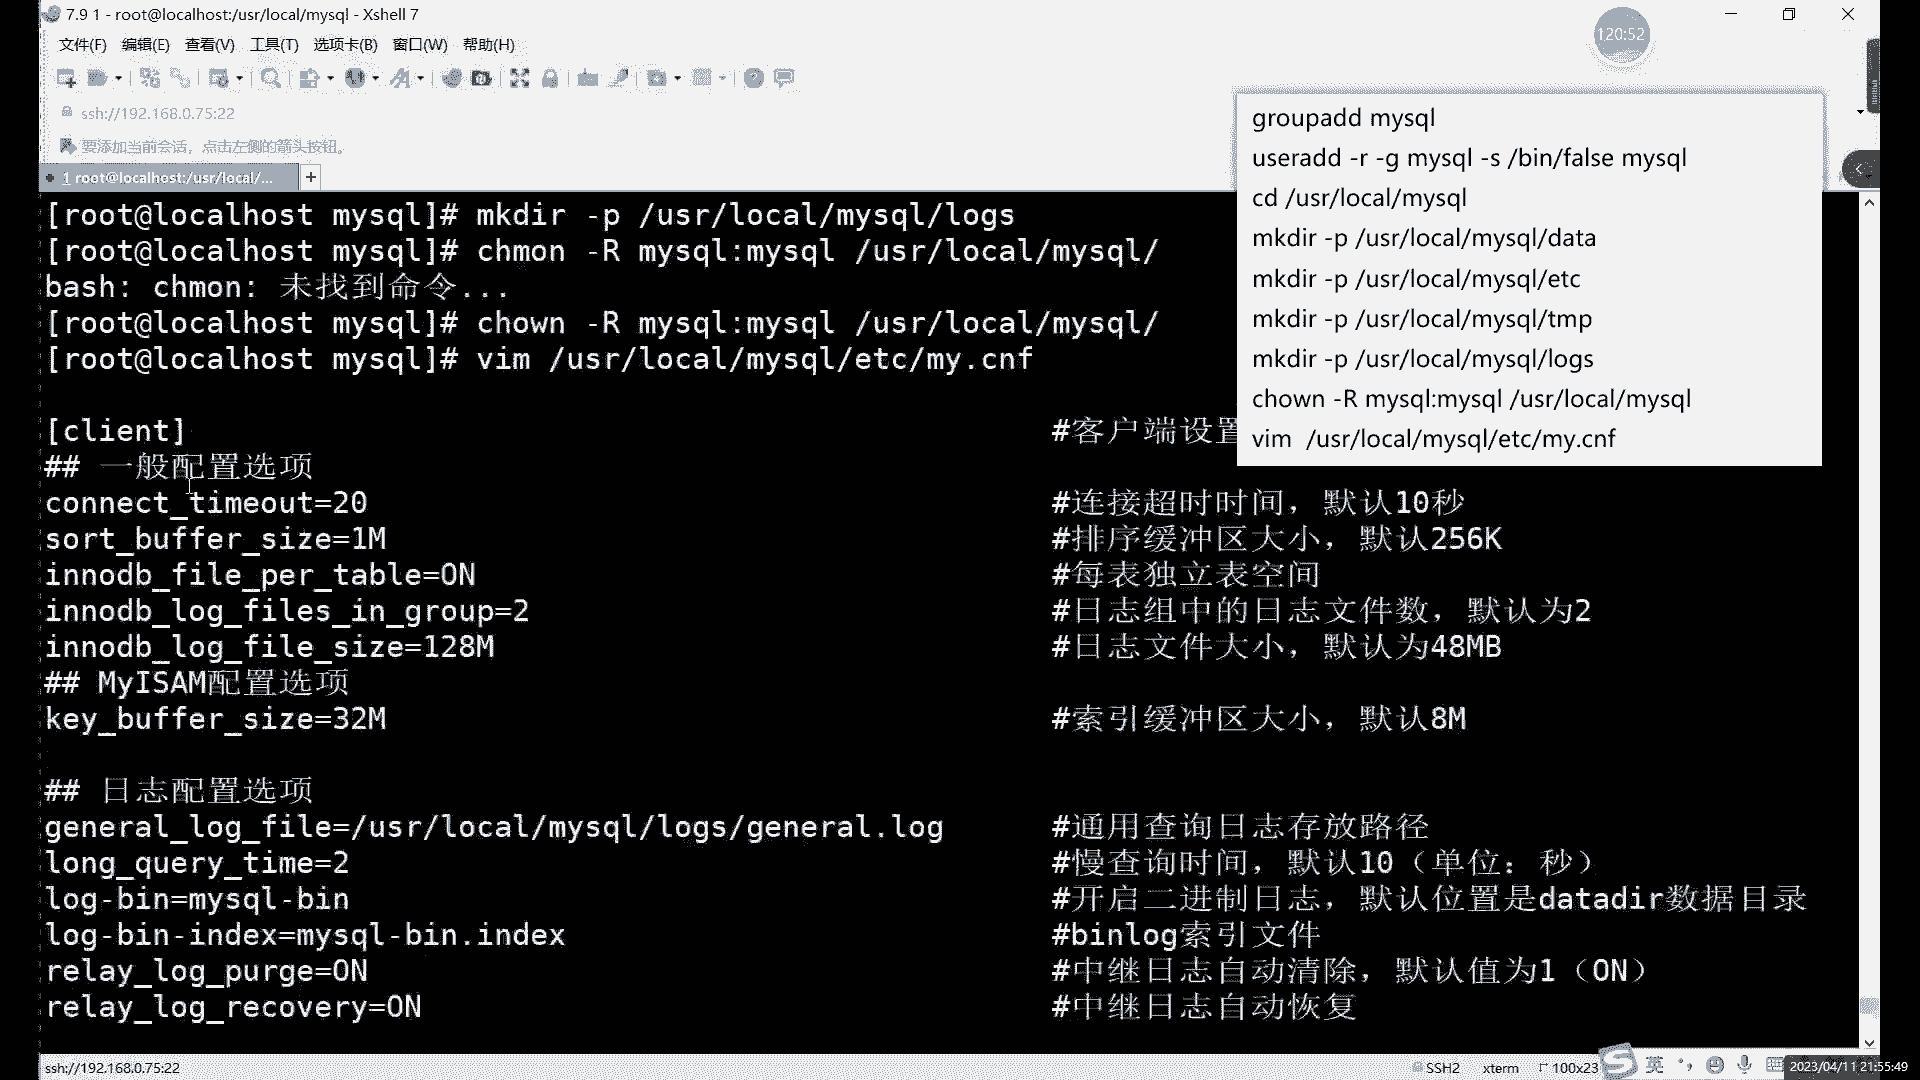 7.9 1 - root@localhost:/usr/local/mysql - Xshell 7
120:52
文件(F) 编辑(E) 查看(V) 工具(T) 选项卡(B) 窗口(W) 帮助(H)
ssh://192.168.0.75:22
要添加当前会话，点击左侧的箭头按钮。
1 root@localhost:/usr/local/...
+
groupadd mysql
useradd -r -g mysql -s /bin/false mysql
cd /usr/local/mysql
mkdir -p /usr/local/mysql/data
mkdir -p /usr/local/mysql/etc
mkdir -p /usr/local/mysql/tmp
mkdir -p /usr/local/mysql/logs
chown -R mysql:mysql /usr/local/mysql
vim /usr/local/mysql/etc/my.cnf
[root@localhost mysql]# mkdir -p /usr/local/mysql/logs
[root@localhost mysql]# chmon -R mysql:mysql /usr/local/mysql/
bash: chmon: 未找到命令...
[root@localhost mysql]# chown -R mysql:mysql /usr/local/mysql/
[root@localhost mysql]# vim /usr/local/mysql/etc/my.cnf
[client] #客户端设置
## 一般配置选项
connect_timeout=20 #连接超时时间，默认10秒
sort_buffer_size=1M #排序缓冲区大小，默认256K
innodb_file_per_table=ON #每表独立表空间
innodb_log_files_in_group=2 #日志组中的日志文件数，默认为2
innodb_log_file_size=128M #日志文件大小，默认为48MB
## MyISAM配置选项
key_buffer_size=32M #索引缓冲区大小，默认8M
## 日志配置选项
general_log_file=/usr/local/mysql/logs/general.log #通用查询日志存放路径
long_query_time=2 #慢查询时间，默认10（单位：秒）
log-bin=mysql-bin #开启二进制日志，默认位置是datadir数据目录
log-bin-index=mysql-bin.index #binlog索引文件
relay_log_purge=ON #中继日志自动清除，默认值为1（ON）
relay_log_recovery=ON #中继日志自动恢复
ssh://192.168.0.75:22 SSH2 xterm 100x23 英 2023/04/11 21:55:49